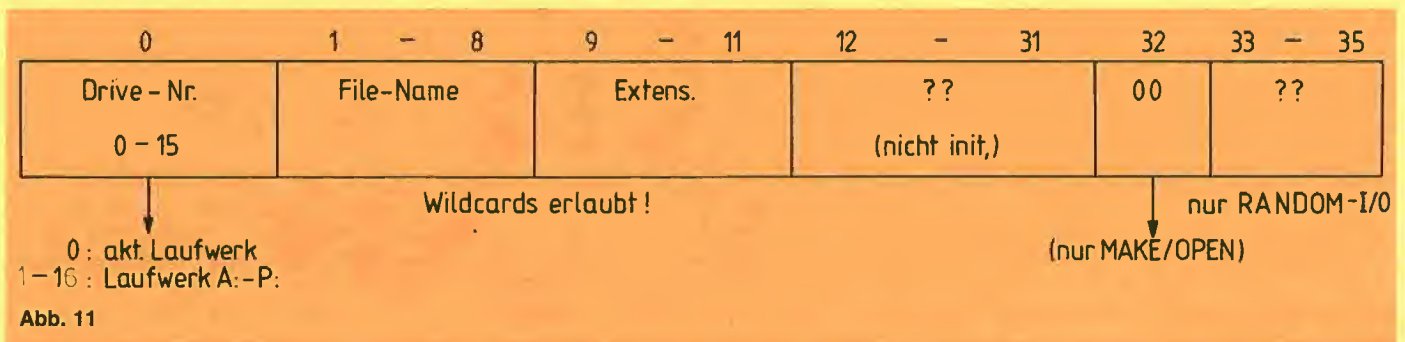 0 1 – 8 9 – 11 12 – 31 32 33 – 35
Drive – Nr. File-Name Extens. ?? 00 ??
0 – 15 (nicht init,)
Wildcards erlaubt ! nur RANDOM-I/O
0 : akt. Laufwerk (nur MAKE/OPEN)
1 – 16 : Laufwerk A:-P:
Abb. 11